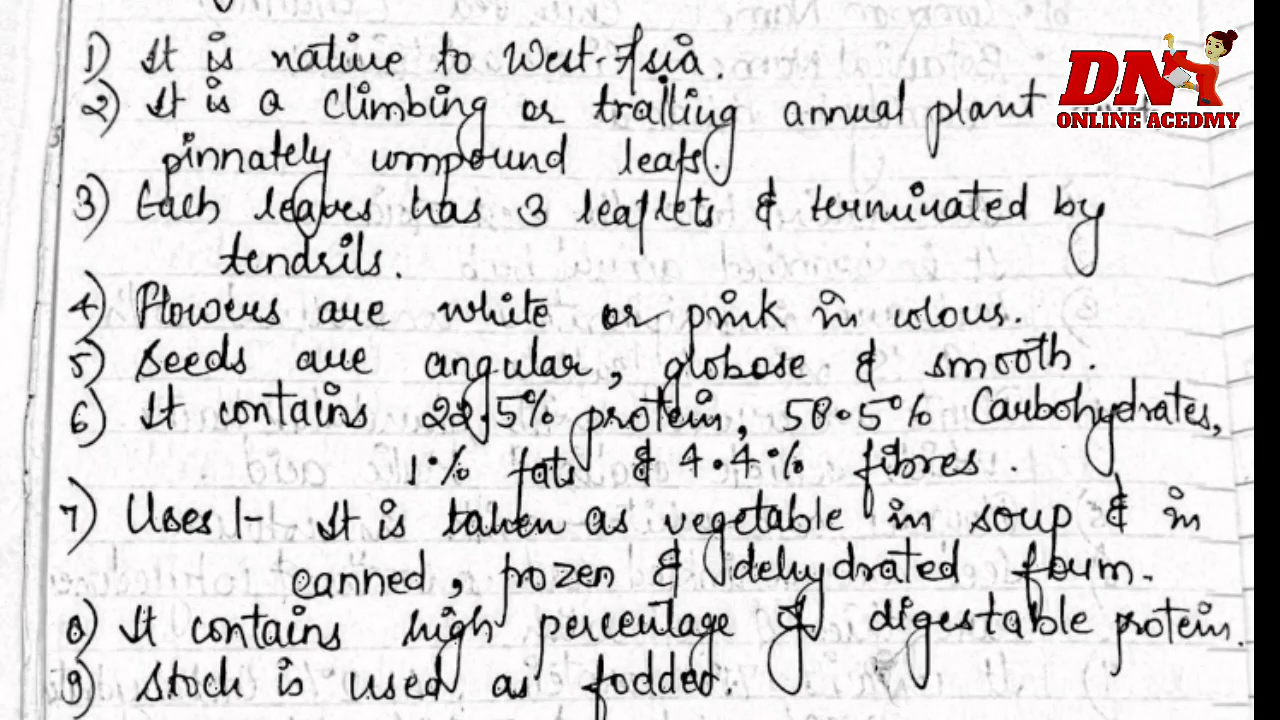 1) It is native to West-Asia.
2) It is a climbing or tralling annual plant
pinnately compound leafs.
3) Each leaves has 3 leaflets & terminated by
tendrils.
4) Flowers are white or pink in colour.
5) Seeds are angular, globose & smooth.
6) It contains 22.5% protein, 58.5% Carbohydrates,
1% fats & 4.4% fibres.
7) Uses :- It is taken as vegetable in soup & in
canned, frozen & dehydrated form.
8) It contains high percentage of digestable protein.
9) Stock is used as fodder.
DN
ONLINE ACEDMY